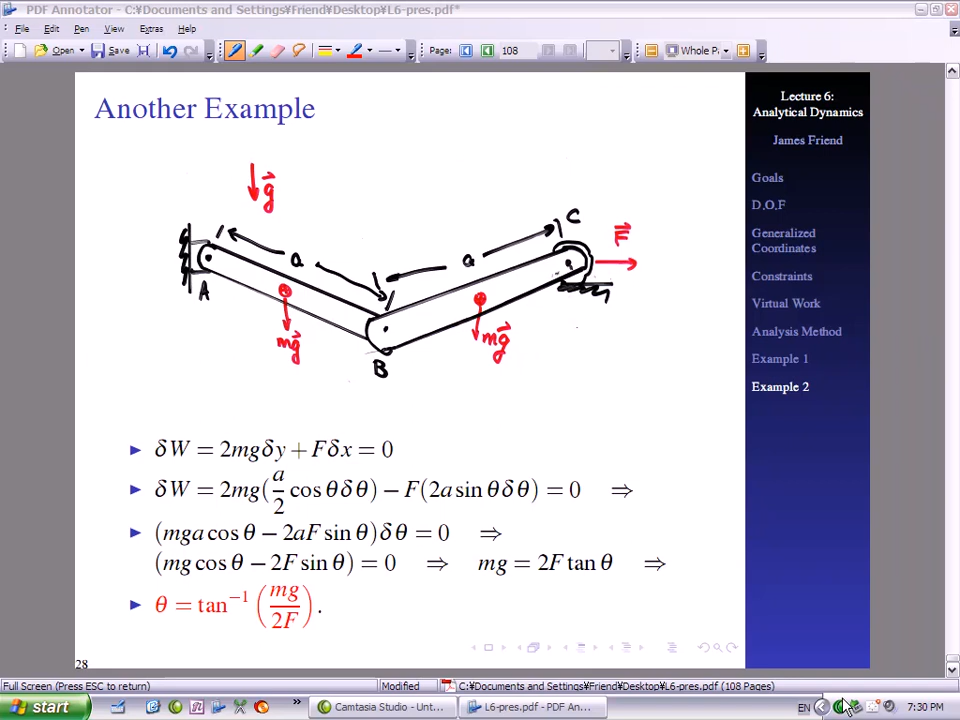 PDF Annotator - C:¥Documents and Settings¥Friend¥Desktop¥L6-pres.pdf*
File Edit Pen View Extras Help
Open Save Page: 108 Whole P
Another Example
g
a
a
C
F
A
mg
mg
B
δW = 2mgδy + Fδx = 0
δW = 2mg(a/2 cos θδθ) − F(2a sin θδθ) = 0 ⇒
(mga cos θ − 2aF sin θ)δθ = 0 ⇒
(mg cos θ − 2F sin θ) = 0 ⇒ mg = 2F tan θ ⇒
θ = tan⁻¹ (mg/2F).
28
Lecture 6:
Analytical Dynamics
James Friend
Goals
D.O.F
Generalized
Coordinates
Constraints
Virtual Work
Analysis Method
Example 1
Example 2
Full Screen (Press ESC to return) Modified C:¥Documents and Settings¥Friend¥Desktop¥L6-pres.pdf (108 Pages)
start » Camtasia Studio - Unt... L6-pres.pdf - PDF An... EN 7:30 PM